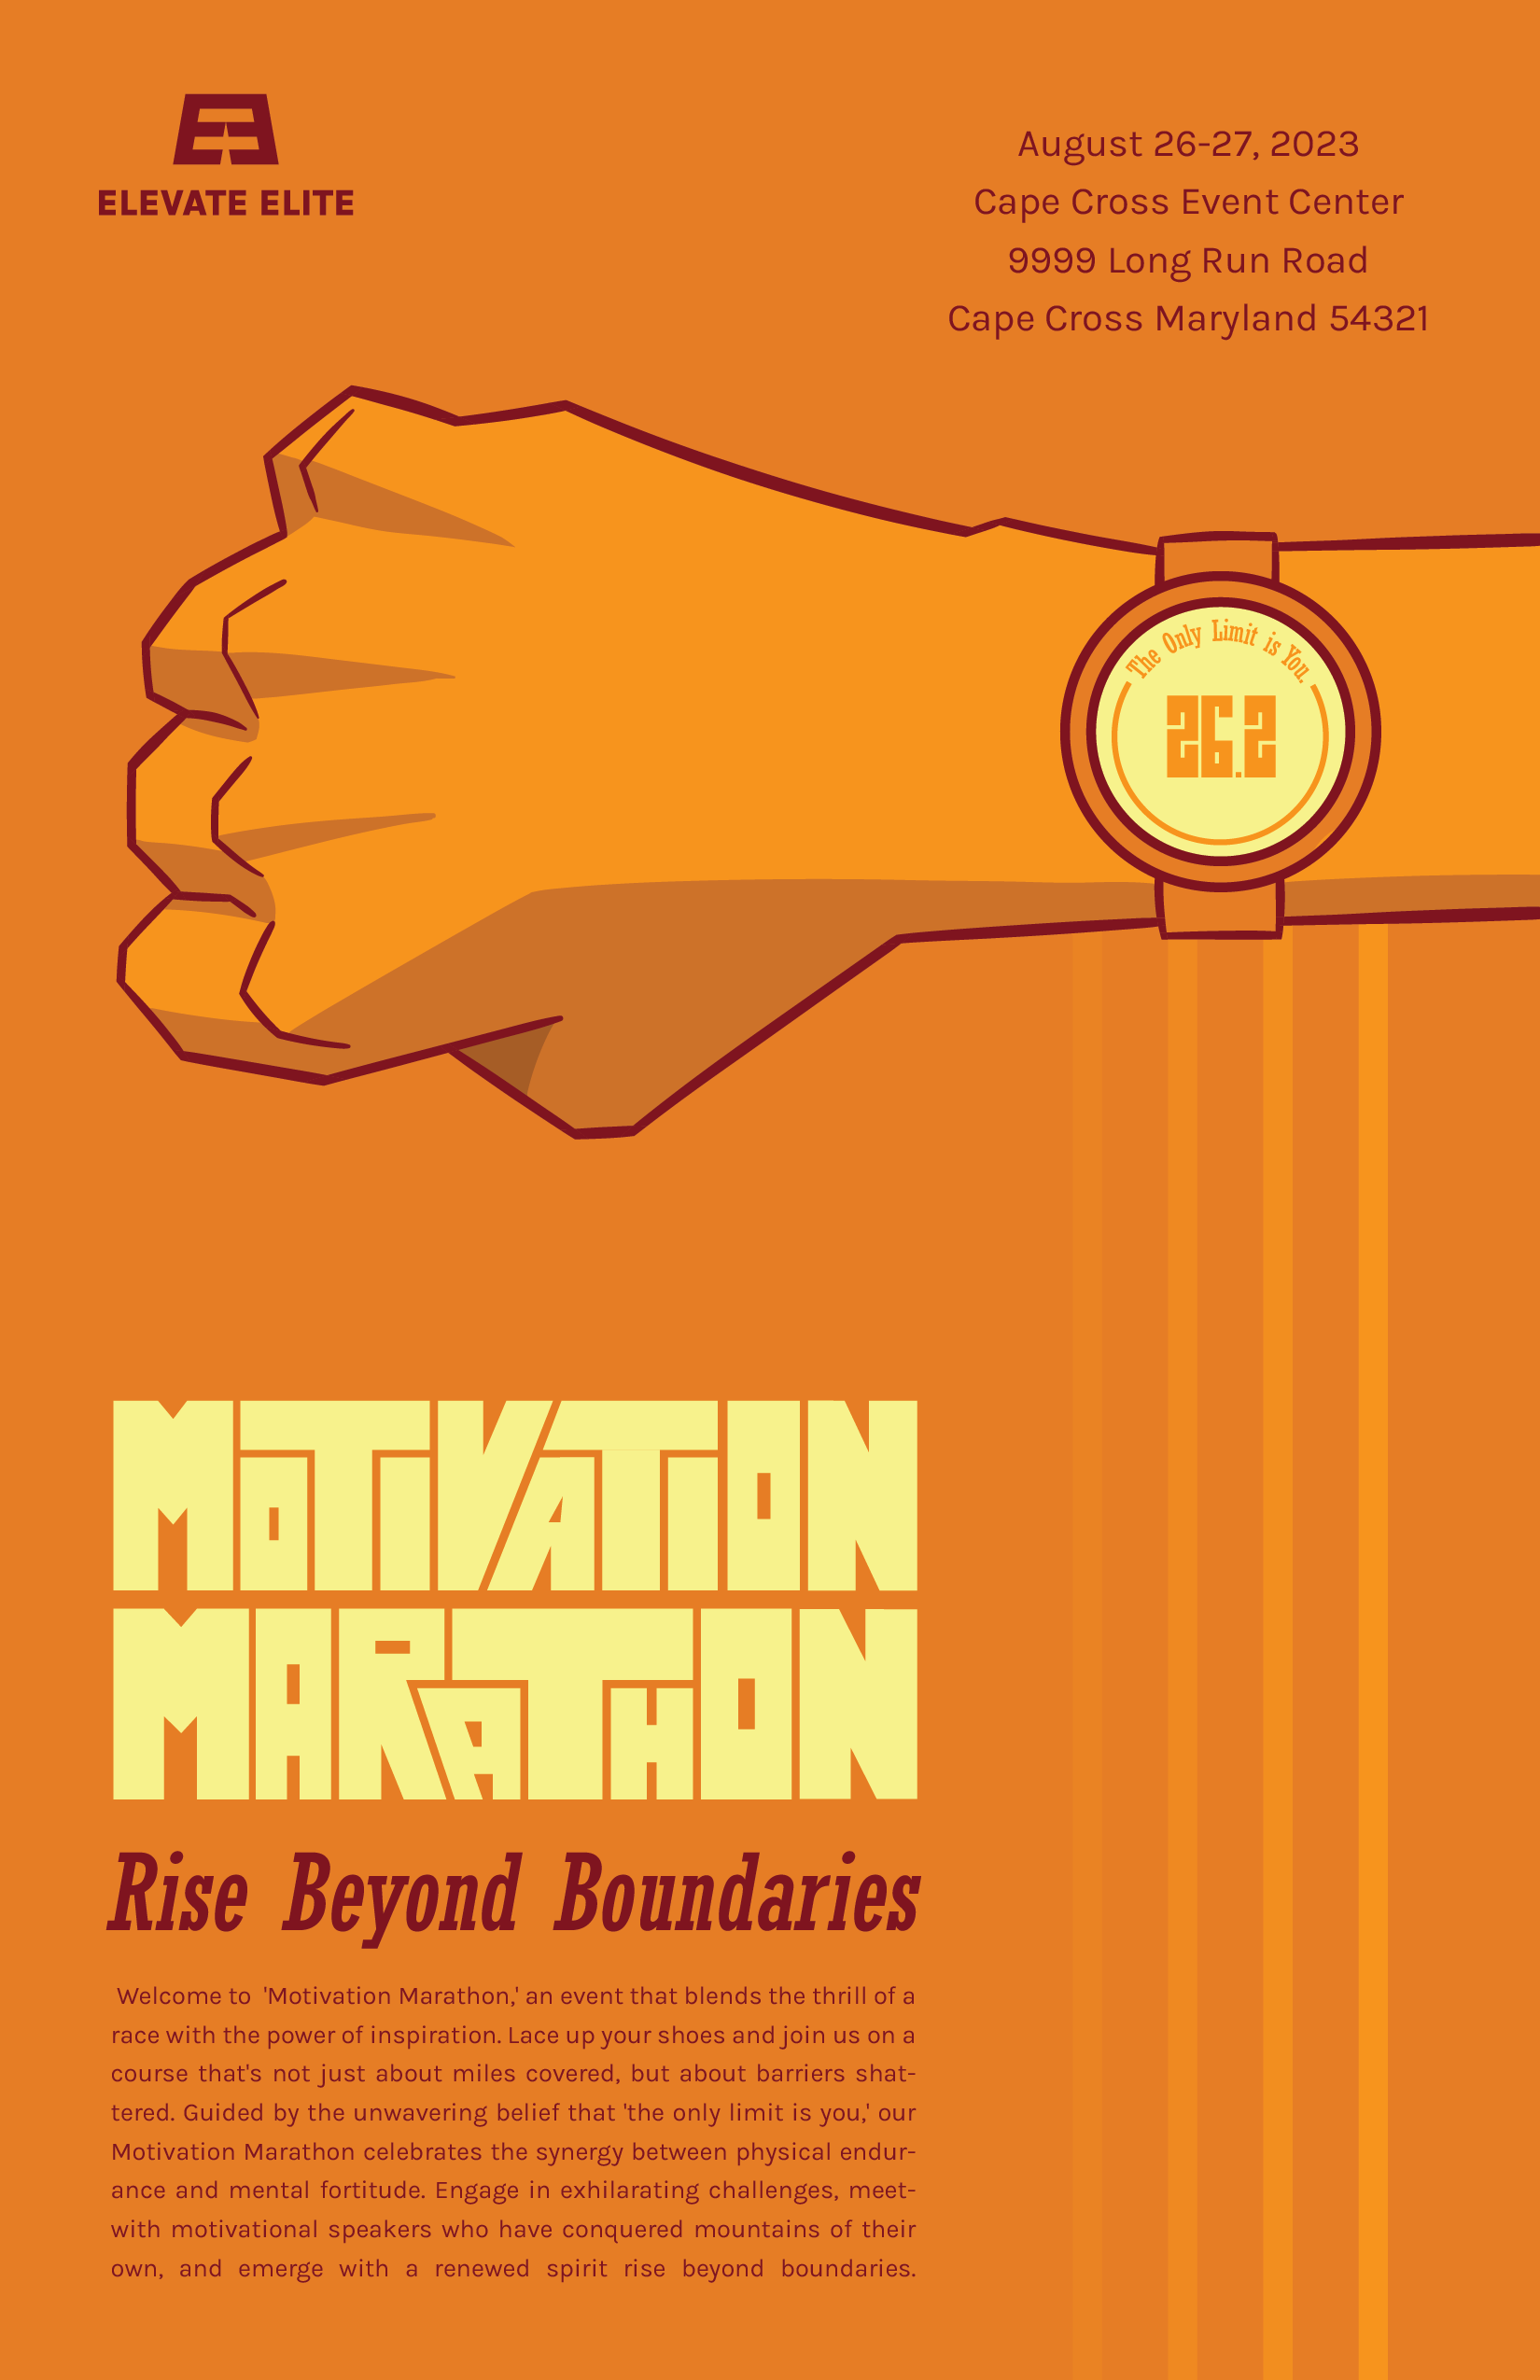 ELEVATE ELITE
August 26-27, 2023
Cape Cross Event Center
9999 Long Run Road
Cape Cross Maryland 54321
The Only Limit is You.
26.2
MOTIVATION
MARATHON
Rise Beyond Boundaries
Welcome to 'Motivation Marathon,' an event that blends the thrill of a
race with the power of inspiration. Lace up your shoes and join us on a
course that's not just about miles covered, but about barriers shat-
tered. Guided by the unwavering belief that 'the only limit is you,' our
Motivation Marathon celebrates the synergy between physical endur-
ance and mental fortitude. Engage in exhilarating challenges, meet-
with motivational speakers who have conquered mountains of their
own, and emerge with a renewed spirit rise beyond boundaries.